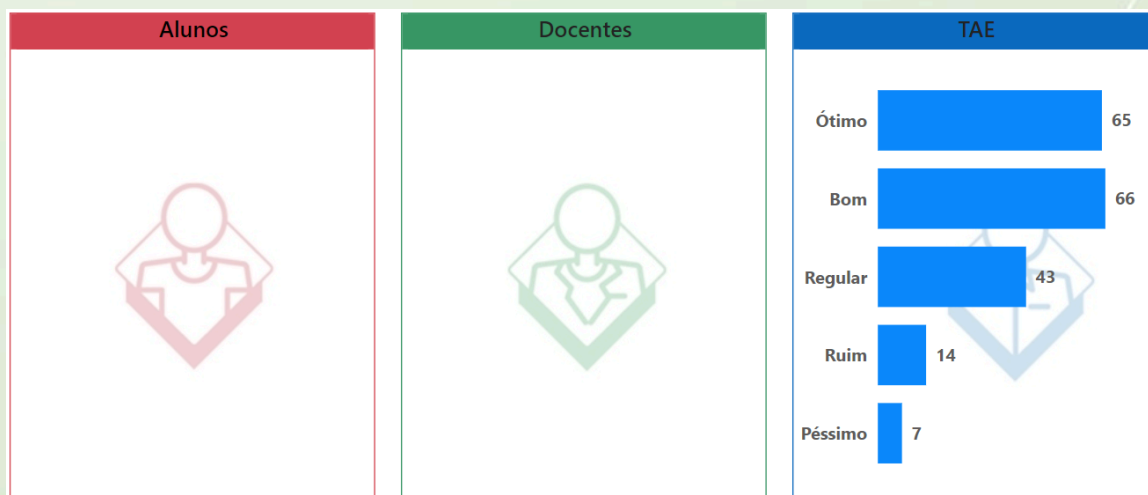 Alunos
Docentes
TAE
Ótimo 65
Bom 66
Regular 43
Ruim 14
Péssimo 7